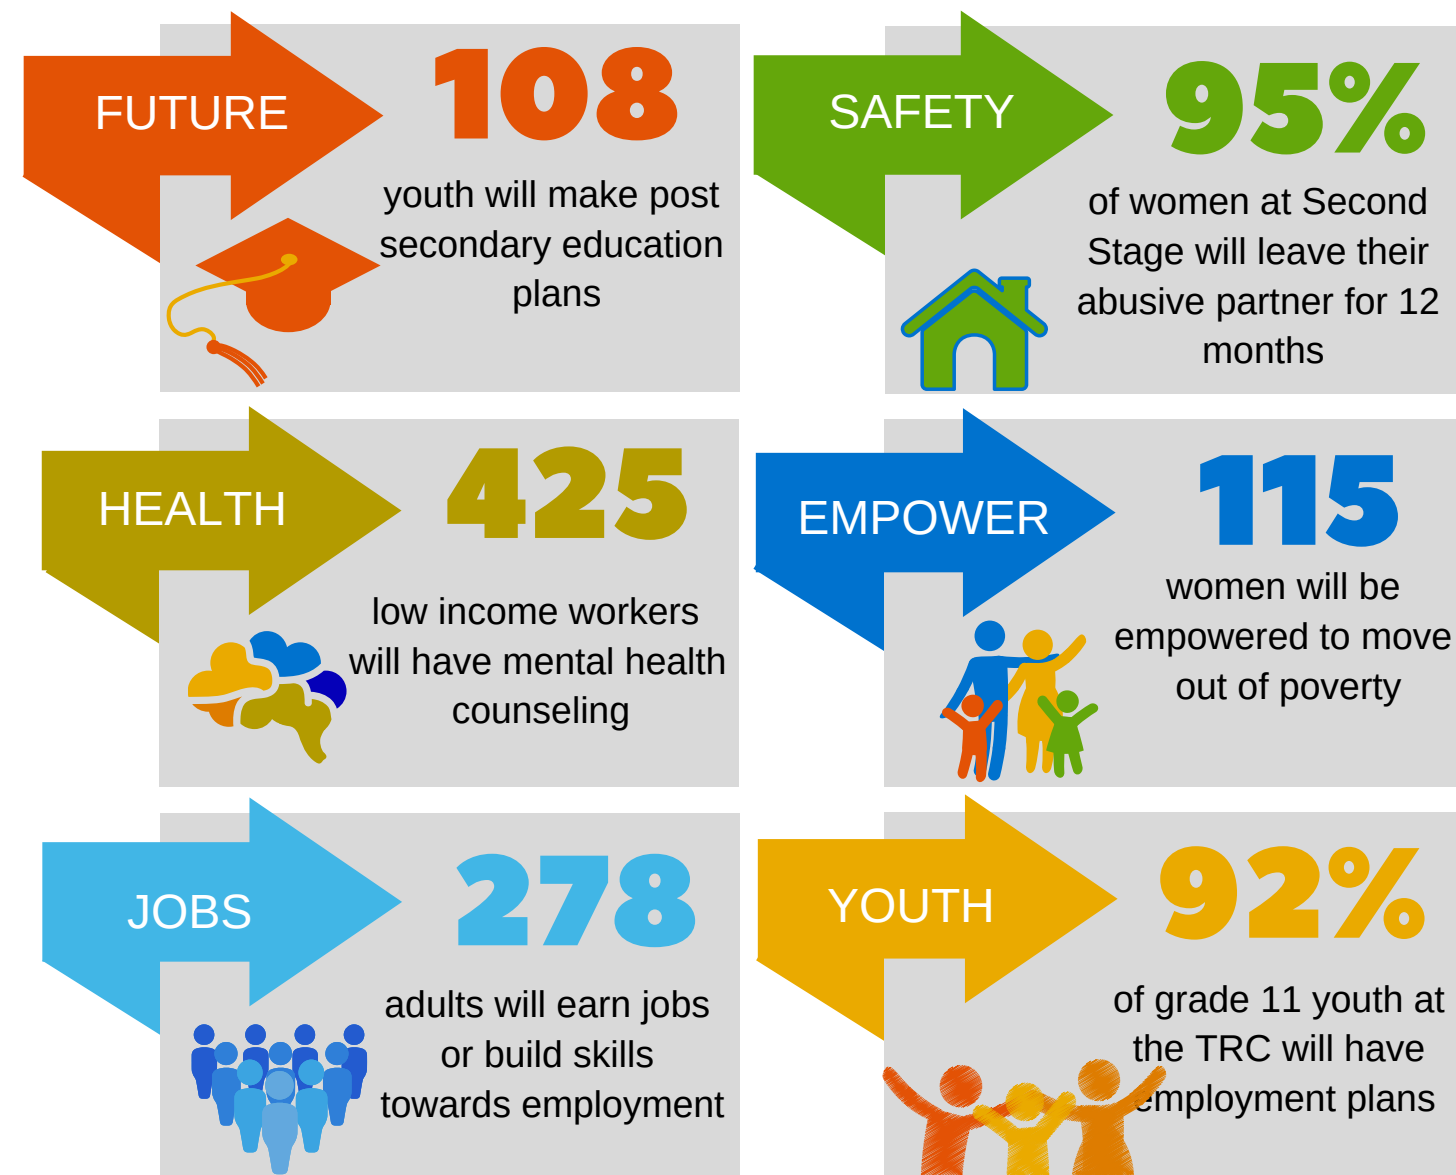 FUTURE
108
youth will make post
secondary education
plans
SAFETY
95%
of women at Second
Stage will leave their
abusive partner for 12
months
HEALTH
425
low income workers
will have mental health
counseling
EMPOWER
115
women will be
empowered to move
out of poverty
JOBS
278
adults will earn jobs
or build skills
towards employment
YOUTH
92%
of grade 11 youth at
the TRC will have
employment plans